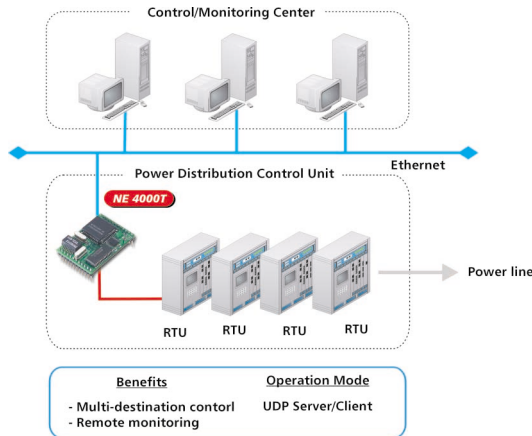 Control/Monitoring Center
Ethernet
Power Distribution Control Unit
NE 4000T
Power line
RTU RTU RTU RTU
Benefits Operation Mode
- Multi-destination contorl UDP Server/Client
- Remote monitoring